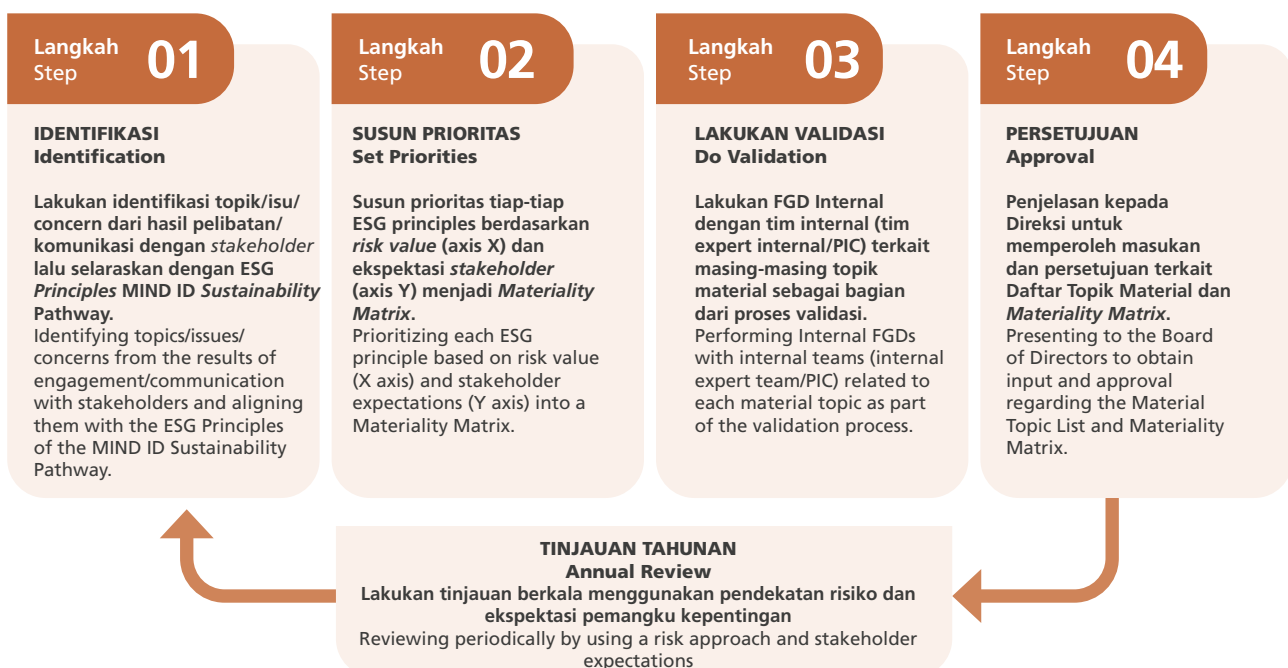 Langkah
Step
01
IDENTIFIKASI
Identification
Lakukan identifikasi topik/isu/
concern dari hasil pelibatan/
komunikasi dengan stakeholder
lalu selaraskan dengan ESG
Principles MIND ID Sustainability
Pathway.
Identifying topics/issues/
concerns from the results of
engagement/communication
with stakeholders and aligning
them with the ESG Principles
of the MIND ID Sustainability
Pathway.
Langkah
Step
02
SUSUN PRIORITAS
Set Priorities
Susun prioritas tiap-tiap
ESG principles berdasarkan
risk value (axis X) dan
ekspektasi stakeholder
(axis Y) menjadi Materiality
Matrix.
Prioritizing each ESG
principle based on risk value
(X axis) and stakeholder
expectations (Y axis) into a
Materiality Matrix.
Langkah
Step
03
LAKUKAN VALIDASI
Do Validation
Lakukan FGD Internal
dengan tim internal (tim
expert internal/PIC) terkait
masing-masing topik
material sebagai bagian
dari proses validasi.
Performing Internal FGDs
with internal teams (internal
expert team/PIC) related to
each material topic as part
of the validation process.
Langkah
Step
04
PERSETUJUAN
Approval
Penjelasan kepada
Direksi untuk
memperoleh masukan
dan persetujuan terkait
Daftar Topik Material dan
Materiality Matrix.
Presenting to the Board
of Directors to obtain
input and approval
regarding the Material
Topic List and Materiality
Matrix.
TINJAUAN TAHUNAN
Annual Review
Lakukan tinjauan berkala menggunakan pendekatan risiko dan
ekspektasi pemangku kepentingan
Reviewing periodically by using a risk approach and stakeholder
expectations